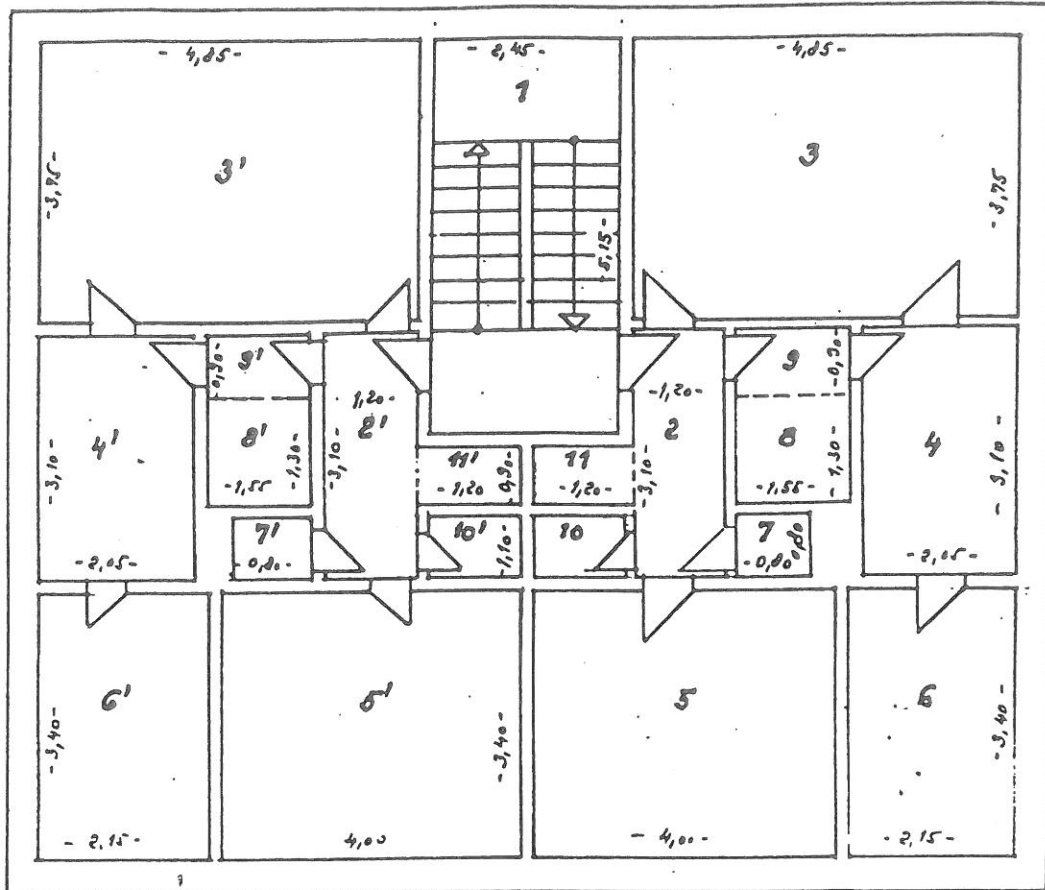 - 4,85 -
- 2,45 -
- 4,85 -
1
3'
3
- 3,75 -
- 3,75 -
- 5,15 -
9'
- 0,90 -
9
- 0,90 -
- 1,20 -
- 1,20 -
4'
8'
2'
2
8
4
- 3,10 -
- 1,30 -
- 3,10 -
- 3,10 -
- 1,30 -
- 3,10 -
11'
11
- 1,55 -
- 1,20
- 0,90 -
- 1,20 -
- 1,55 -
7'
10'
10
7
- 2,05 -
- 0,80 -
- 1,10 -
- 0,80
0,80
- 2,05 -
6'
5'
5
6
- 3,40 -
- 3,40 -
- 3,40 -
- 2,15 -
4,00
- 4,00 -
- 2,15 -